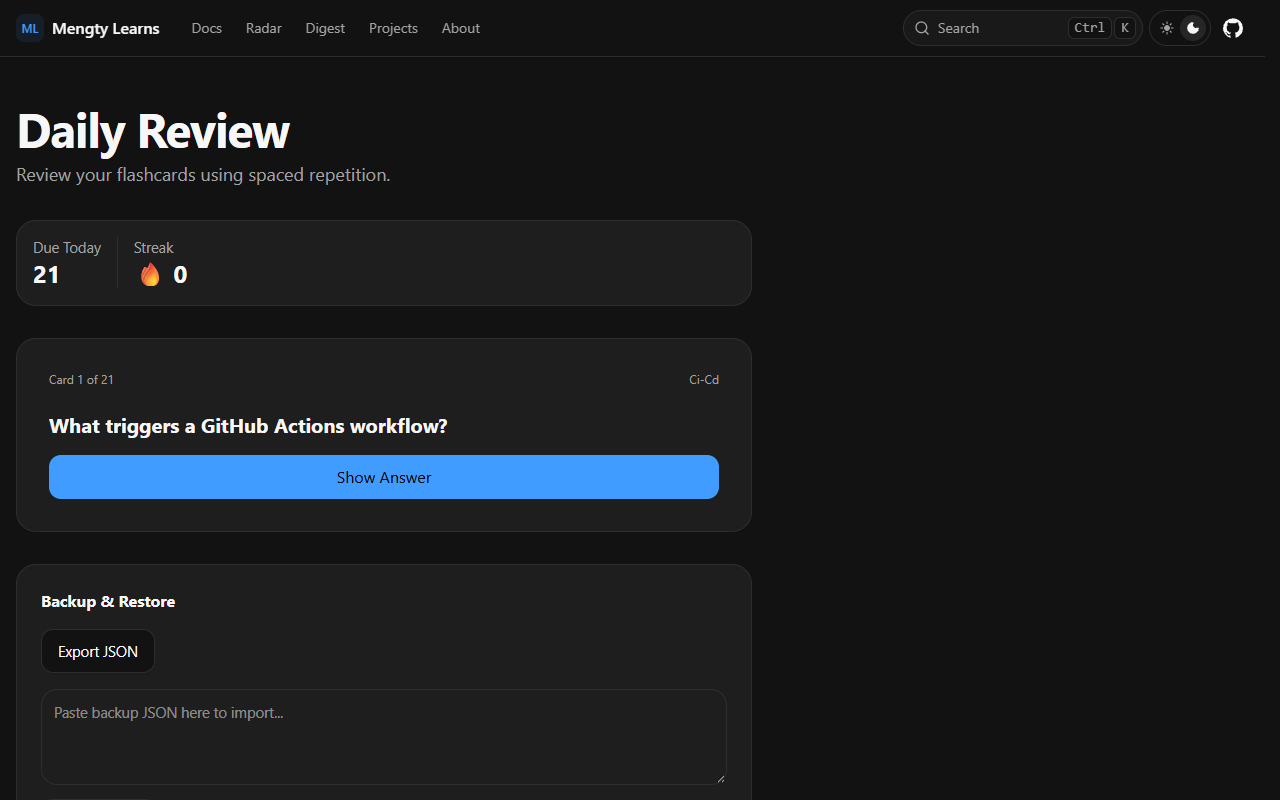 ML Mengty Learns Docs Radar Digest Projects About Search Ctrl K
Daily Review
Review your flashcards using spaced repetition.
Due Today Streak
21 🔥 0
Card 1 of 21 Ci-Cd
What triggers a GitHub Actions workflow?
Show Answer
Backup & Restore
Export JSON
Paste backup JSON here to import...